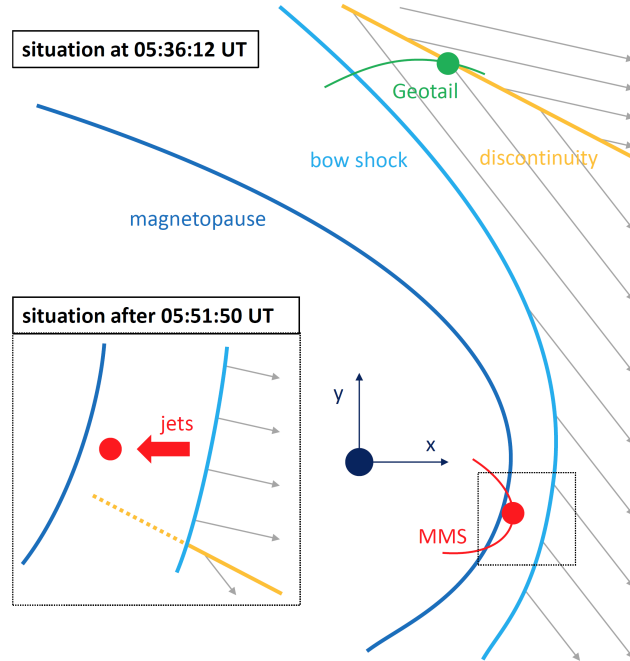 situation at 05:36:12 UT
Geotail
bow shock
discontinuity
magnetopause
situation after 05:51:50 UT
jets
y
x
MMS